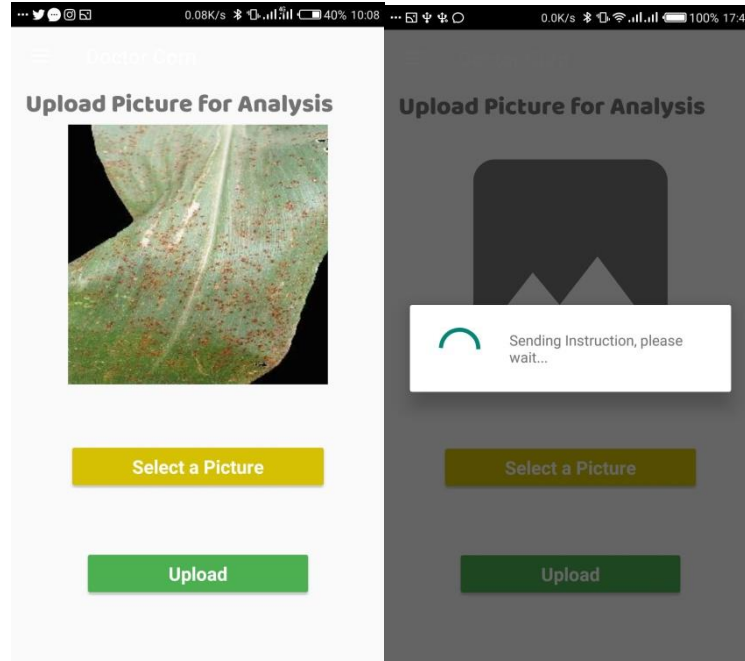 0.08K/s 4G 40% 10:08
Doctor Corn
Upload Picture for Analysis
Select a Picture
Upload
0.0K/s 100% 17:4
Upload Picture for Analysis
Sending Instruction, please
wait...
Select a Picture
Upload